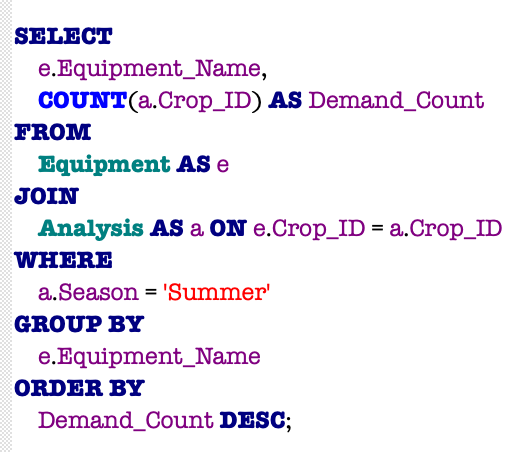 SELECT
e.Equipment_Name,
COUNT(a.Crop_ID) AS Demand_Count
FROM
Equipment AS e
JOIN
Analysis AS a ON e.Crop_ID = a.Crop_ID
WHERE
a.Season = 'Summer'
GROUP BY
e.Equipment_Name
ORDER BY
Demand_Count DESC;